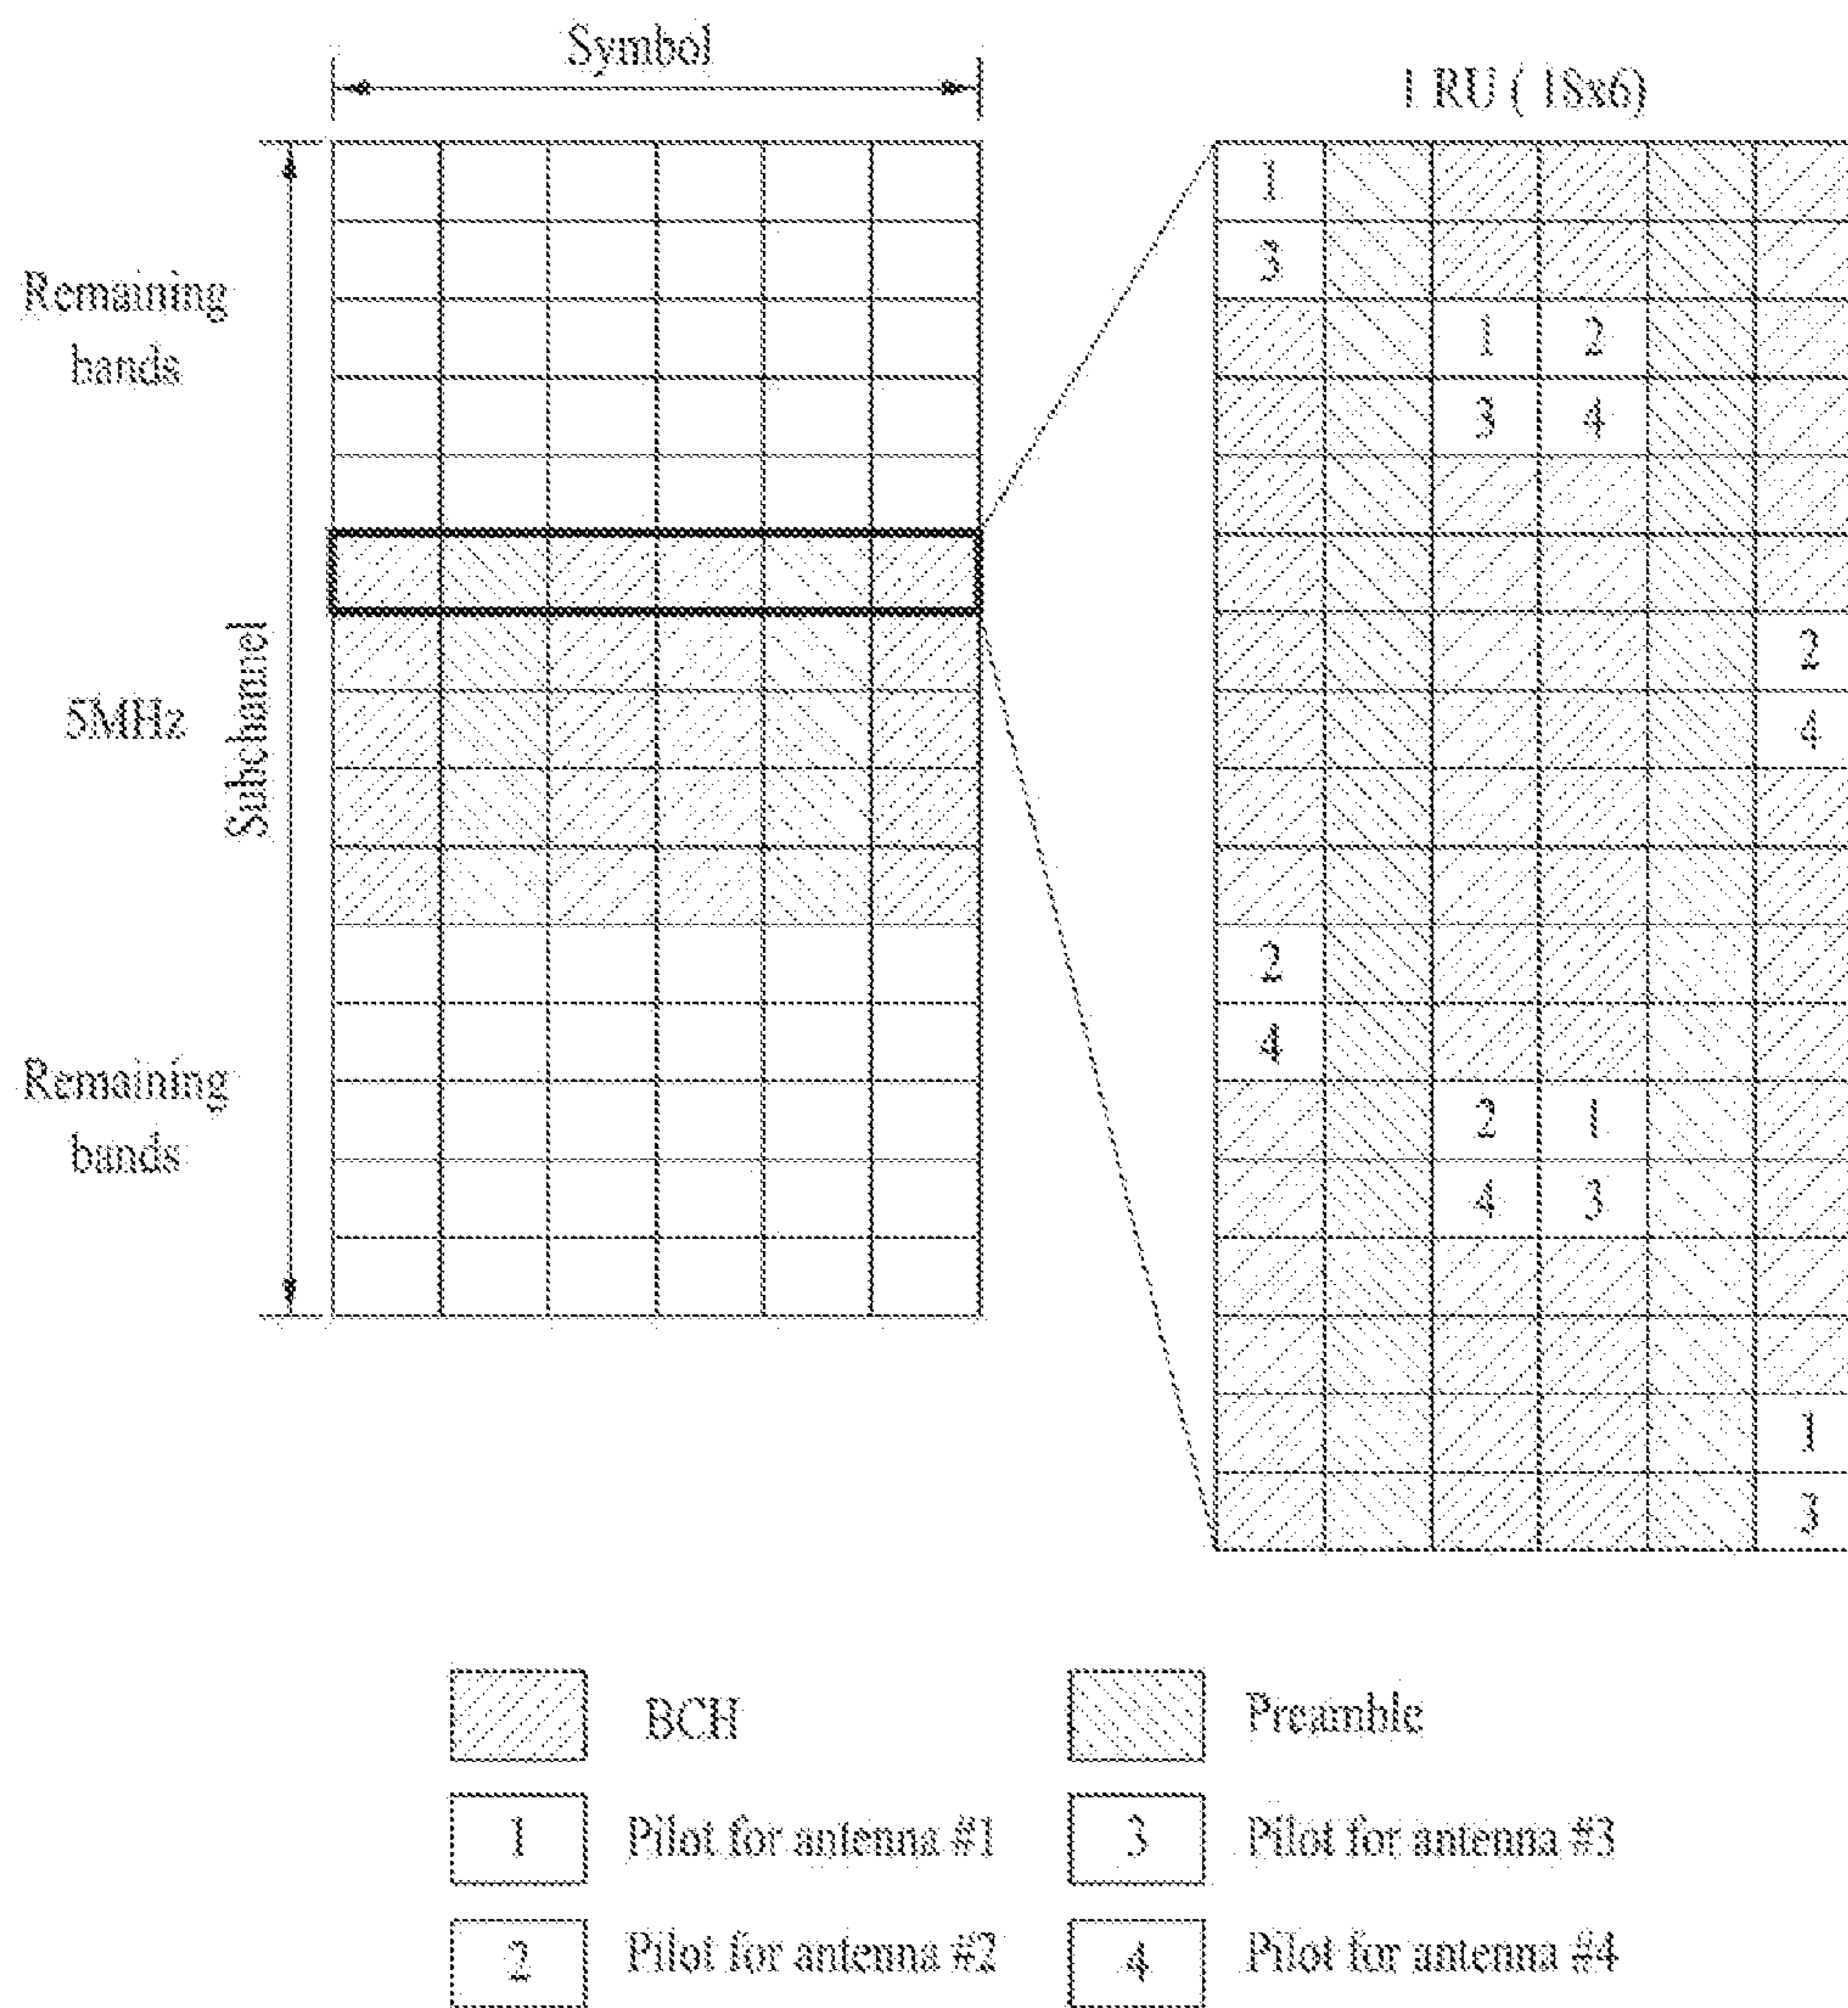 Symbol
1 RU ( 18x6)
Remaining
bands
5MHz
Subchannel
Remaining
bands
1
3
1 2
3 4
2
4
2
4
2 1
4 3
1
3
BCH
Preamble
1 Pilot for antenna #1
3 Pilot for antenna #3
2 Pilot for antenna #2
4 Pilot for antenna #4